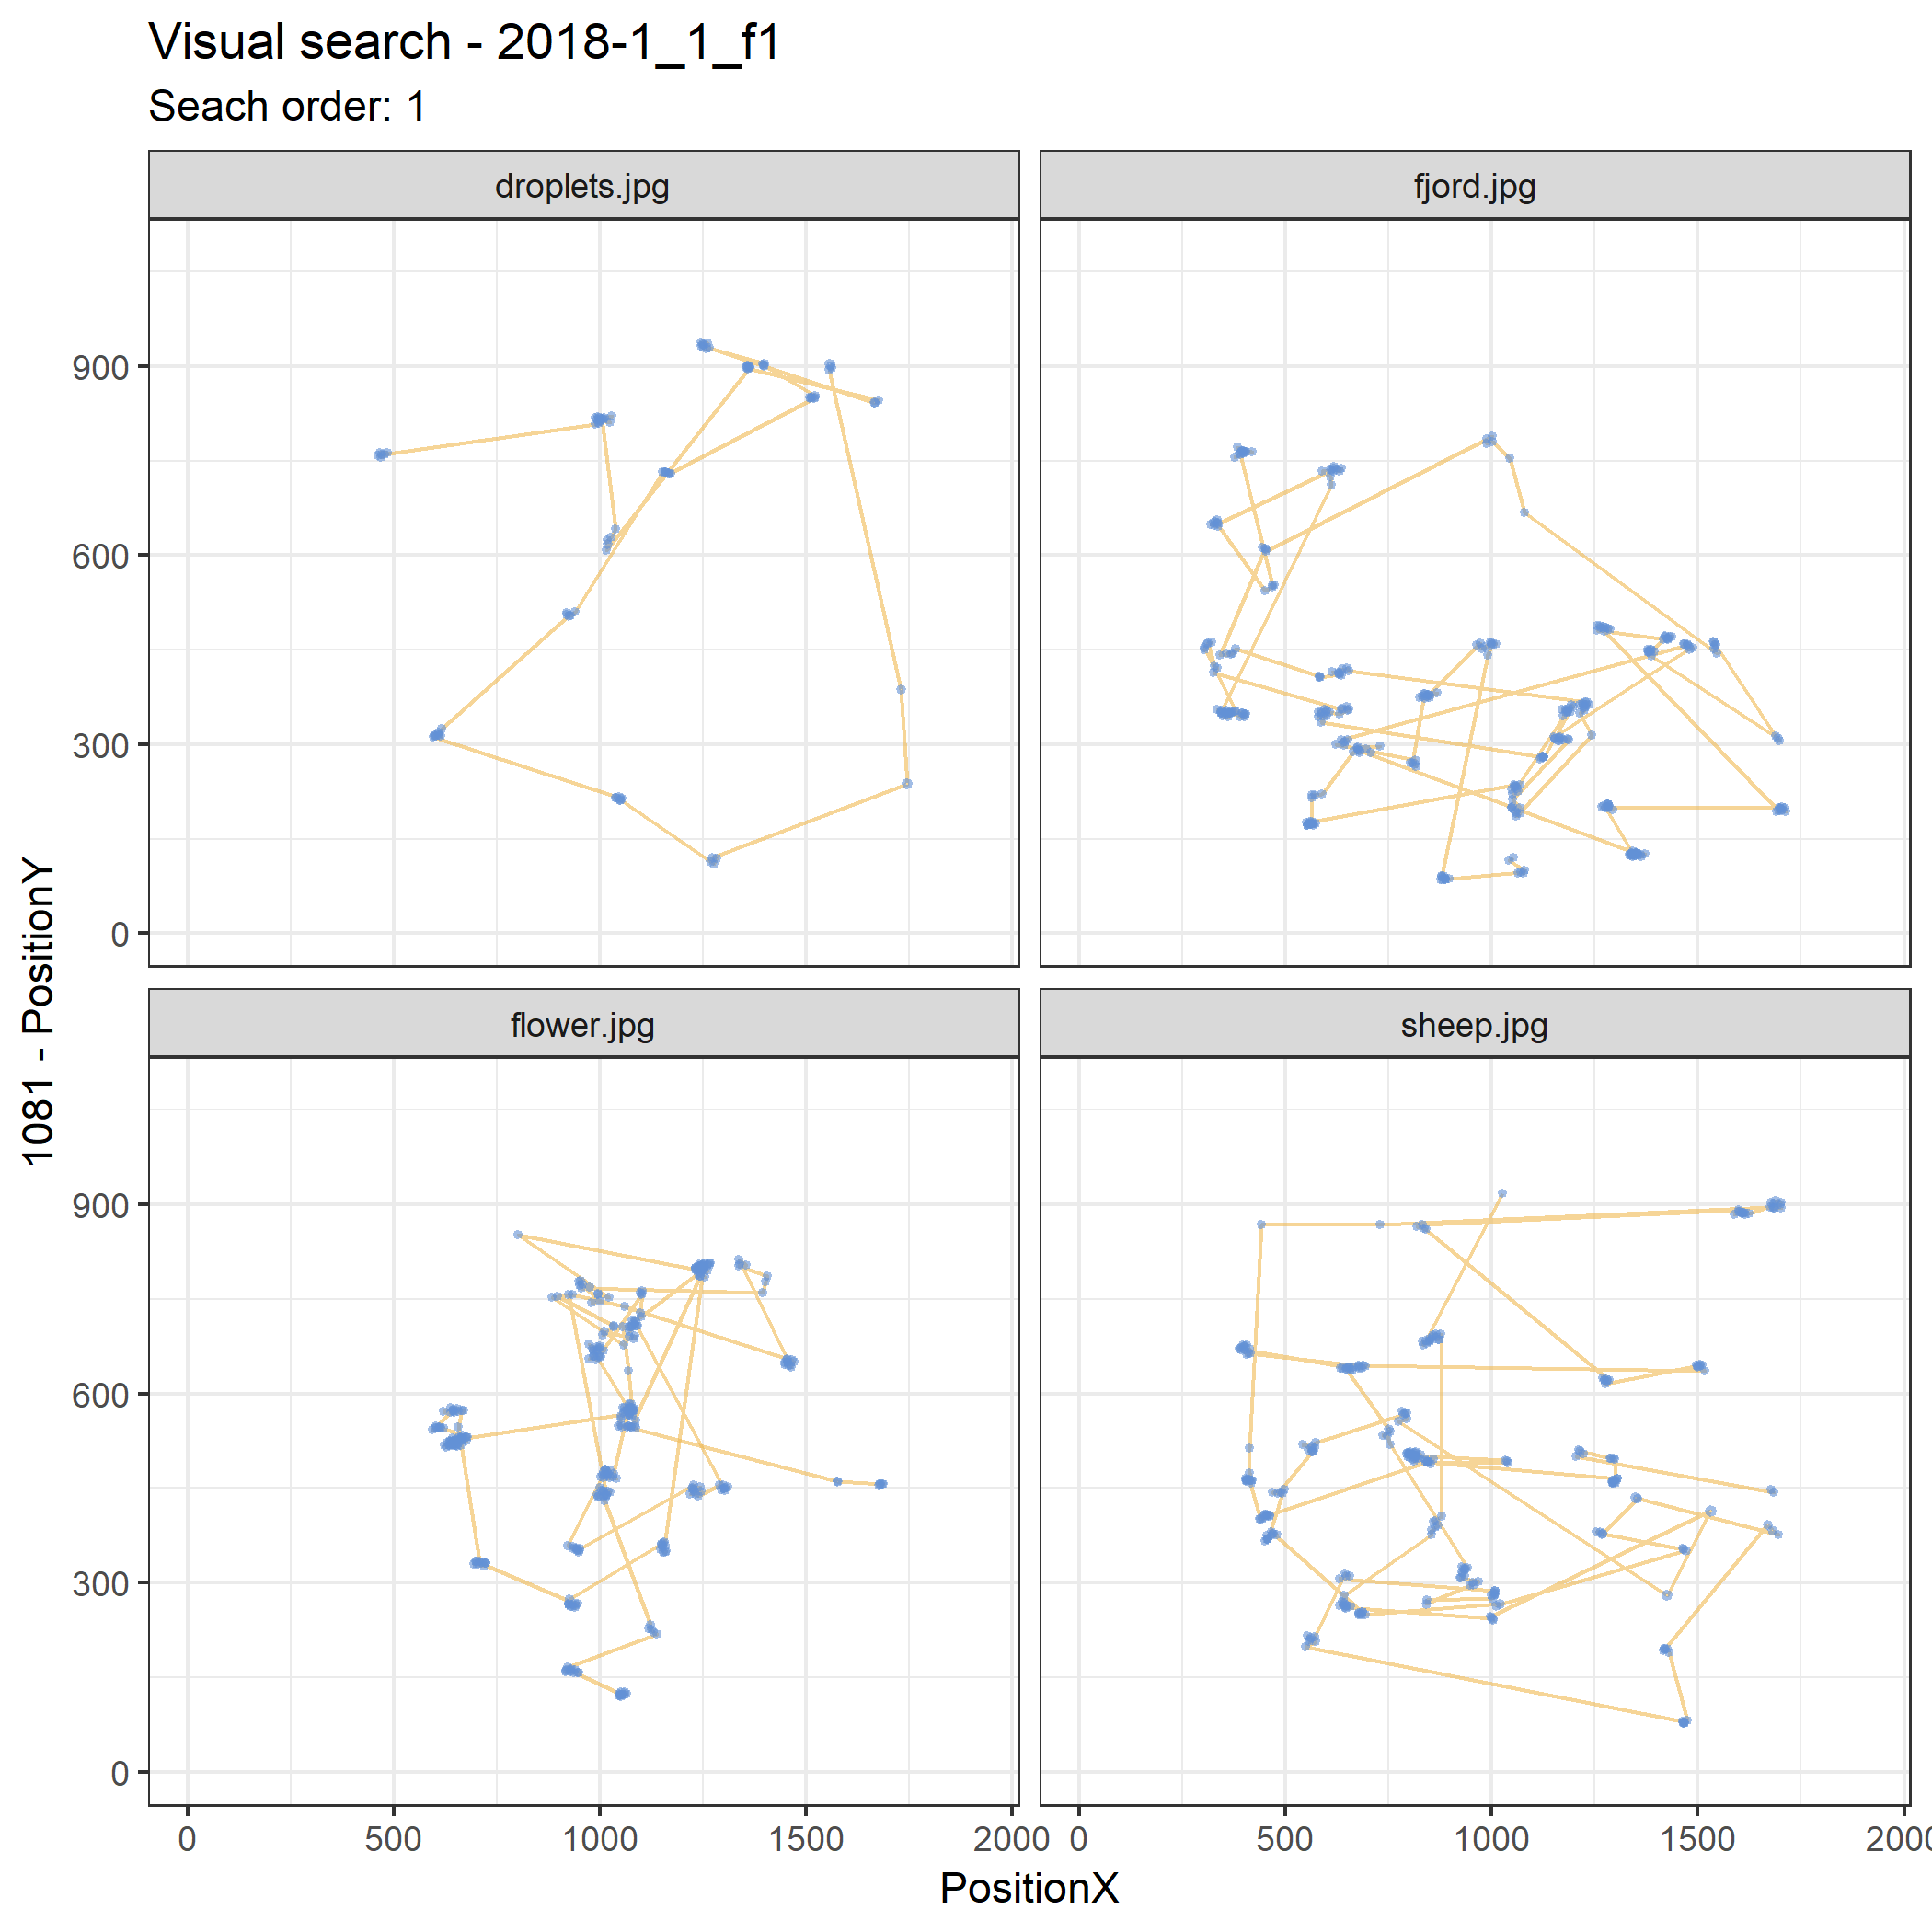 Visual search - 2018-1_1_f1
Seach order: 1
droplets.jpg
fjord.jpg
900
600
300
0
1081 - PositionY
flower.jpg
sheep.jpg
900
600
300
0
0 500 1000 1500 2000 0 500 1000 1500 2000
PositionX